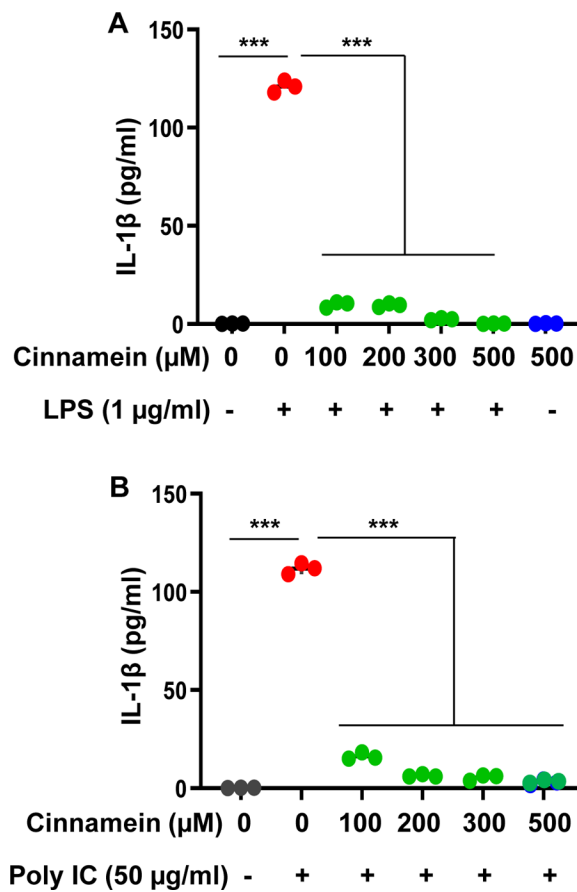 A
*** ***
150
100
50
0
IL-1β (pg/ml)
Cinnamein (µM) 0 0 100 200 300 500 500
LPS (1 µg/ml) - + + + + + -
B
*** ***
150
100
50
0
IL-1β (pg/ml)
Cinnamein (µM) 0 0 100 200 300 500
Poly IC (50 µg/ml) - + + + + +